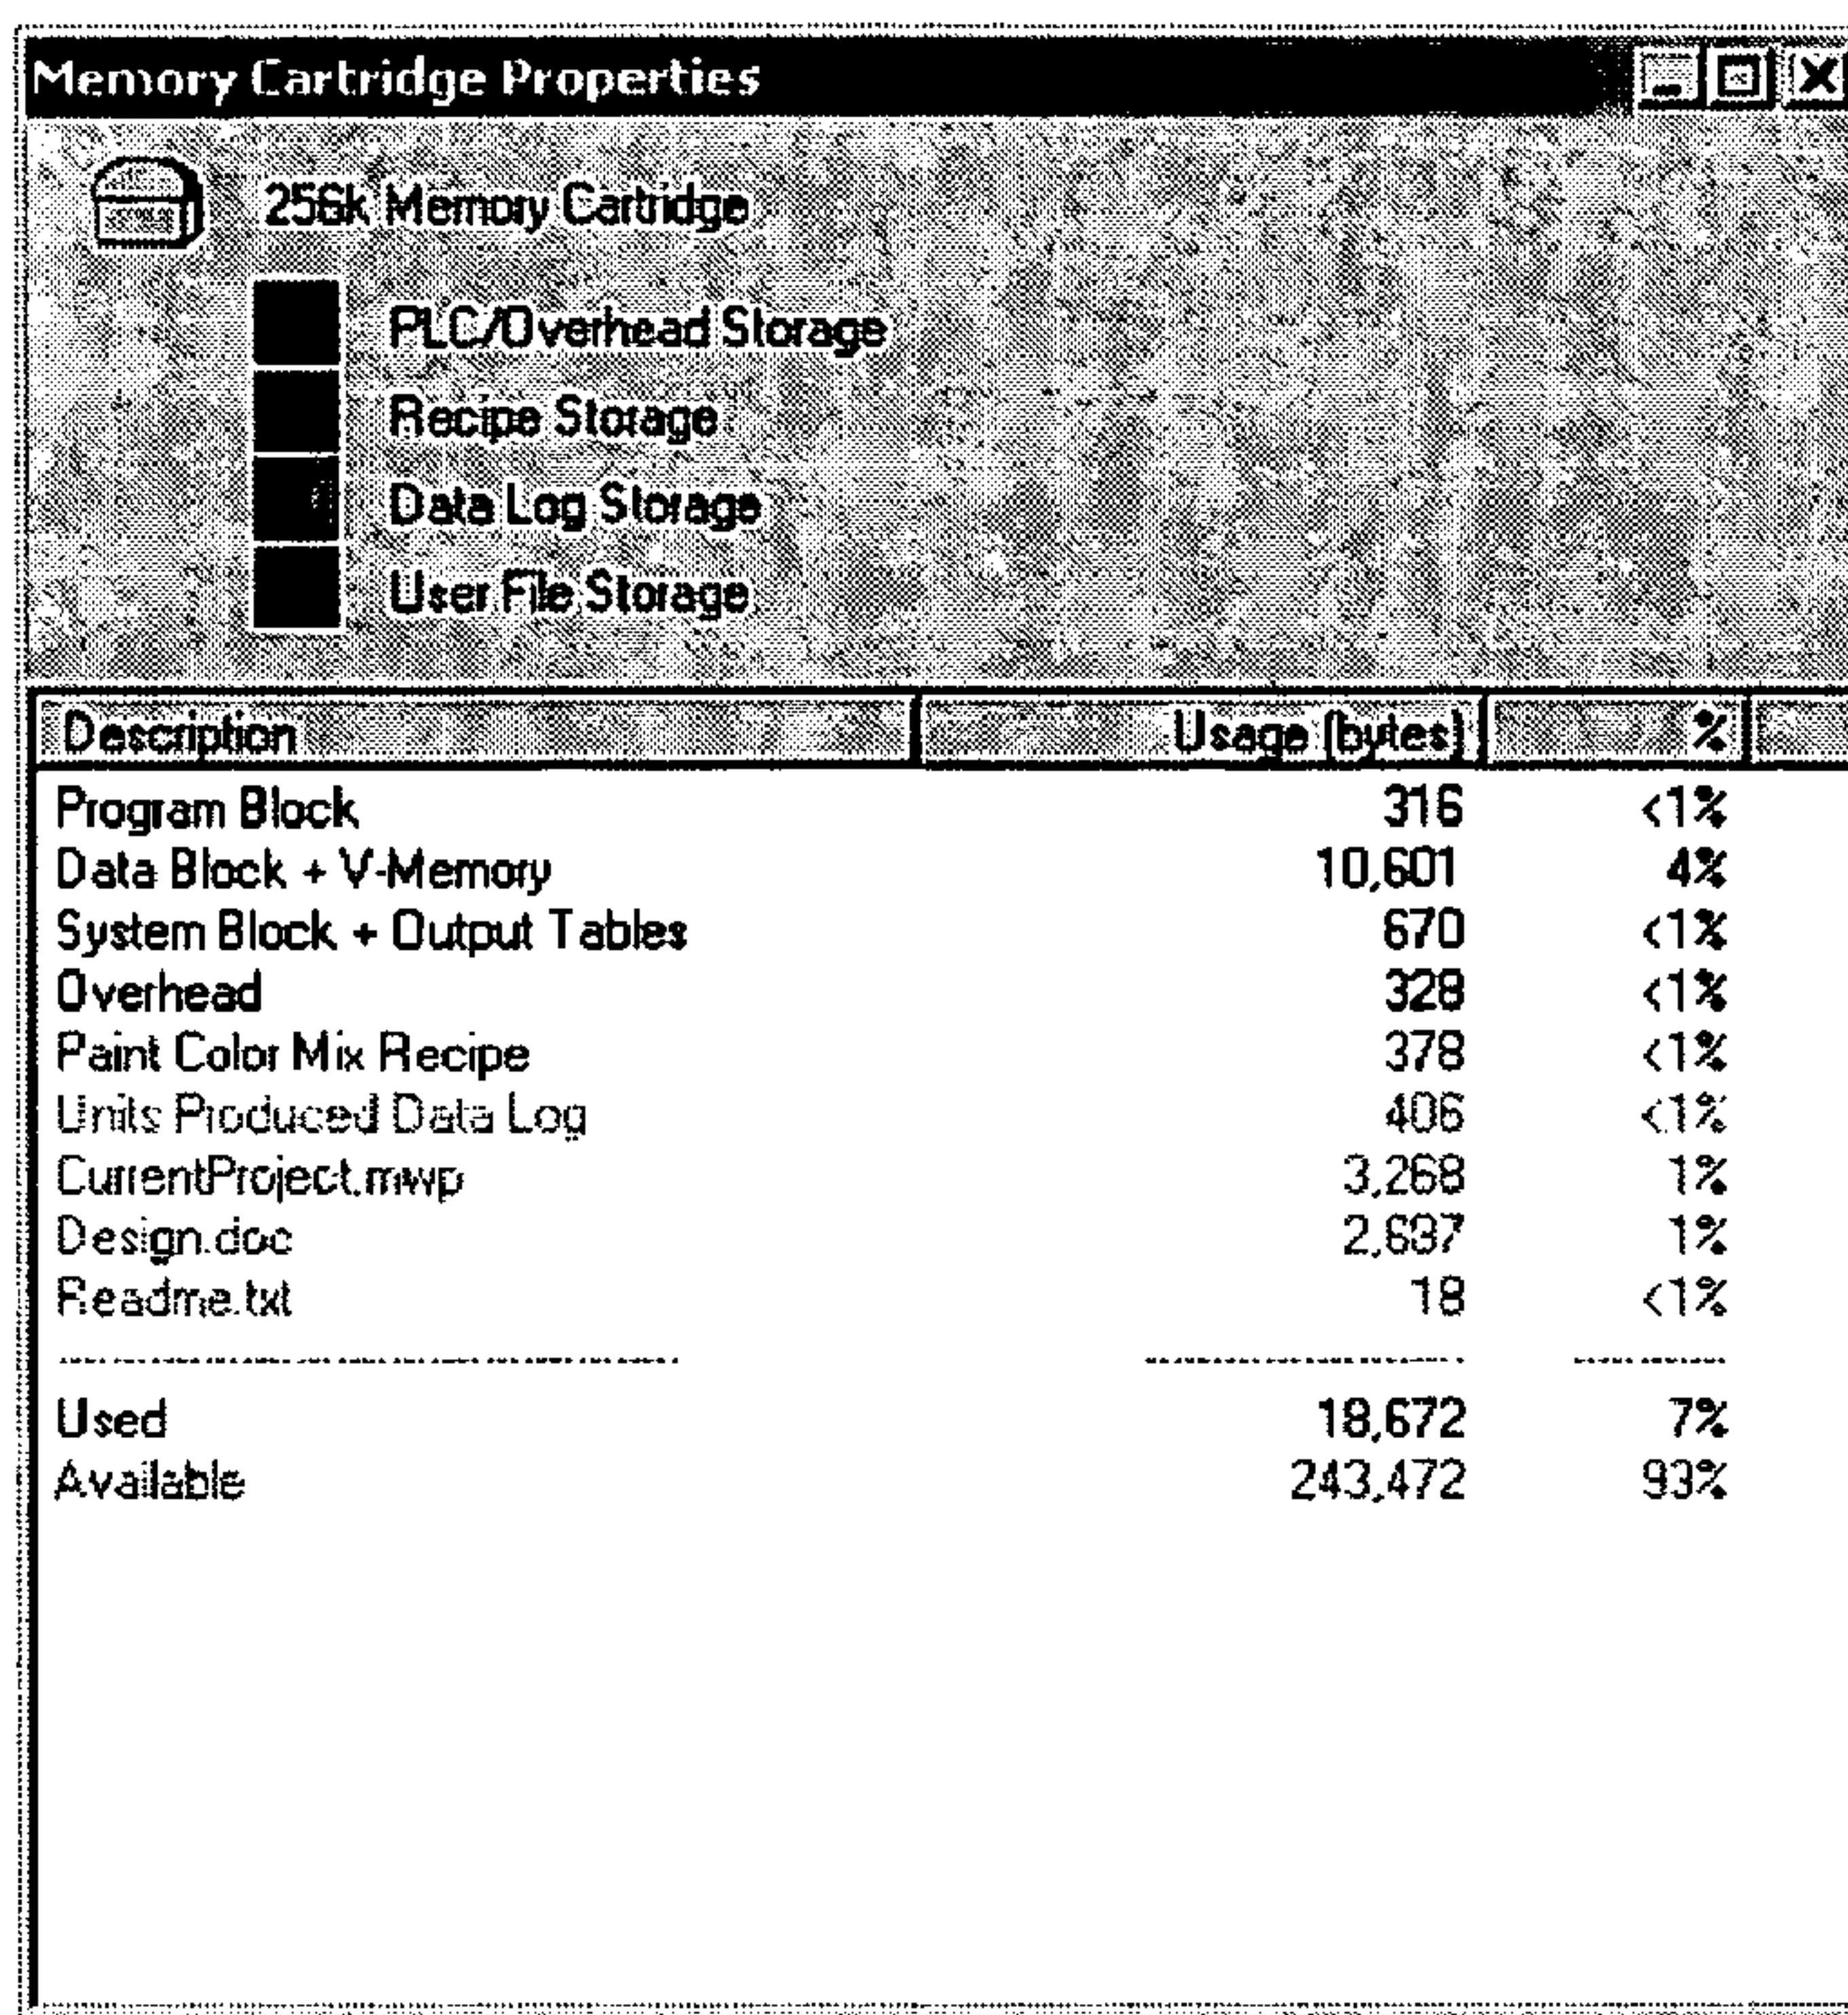 Memory Cartridge Properties
256k Memory Cartridge
PLC/Overhead Storage
Recipe Storage
Data Log Storage
User File Storage
Description Usage (bytes) %
Program Block 316 <1%
Data Block + V-Memory 10,601 4%
System Block + Output Tables 670 <1%
Overhead 328 <1%
Paint Color Mix Recipe 378 <1%
Units Produced Data Log 406 <1%
CurrentProject.mwp 3,268 1%
Design.doc 2,687 1%
Readme.txt 18 <1%
Used 18,672 7%
Available 243,472 93%